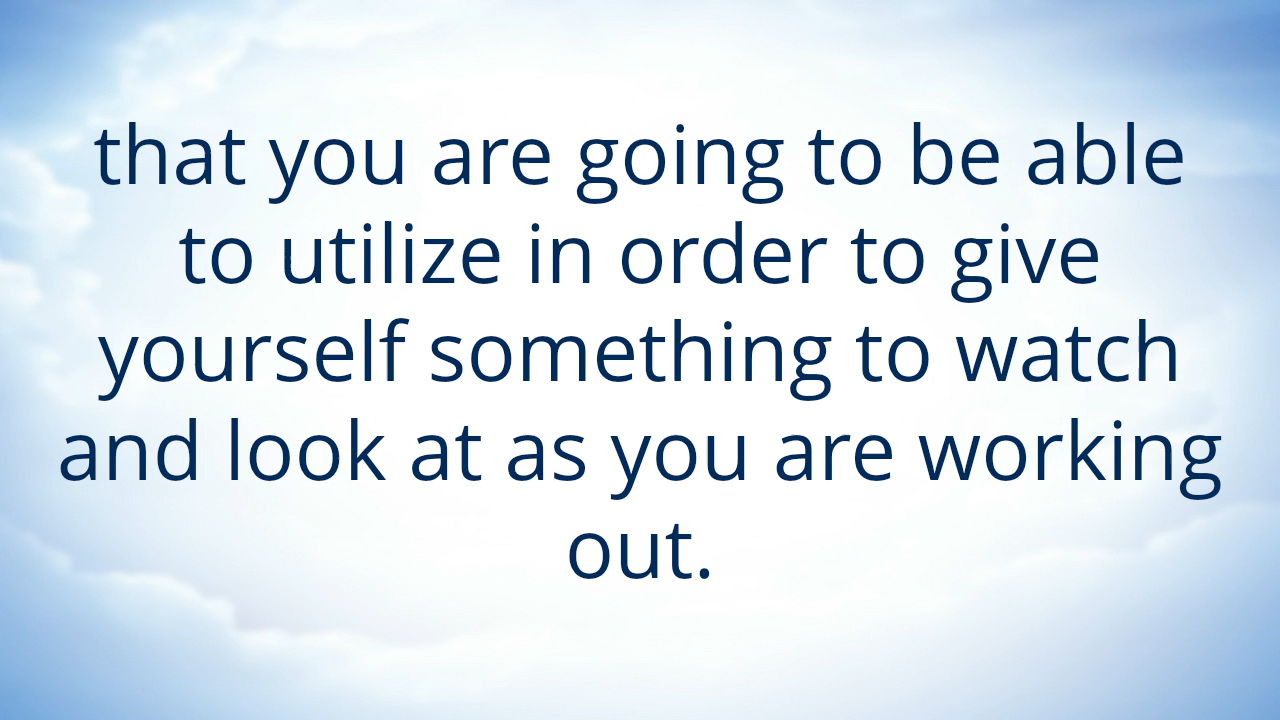 that you are going to be able
to utilize in order to give
yourself something to watch
and look at as you are working
out.